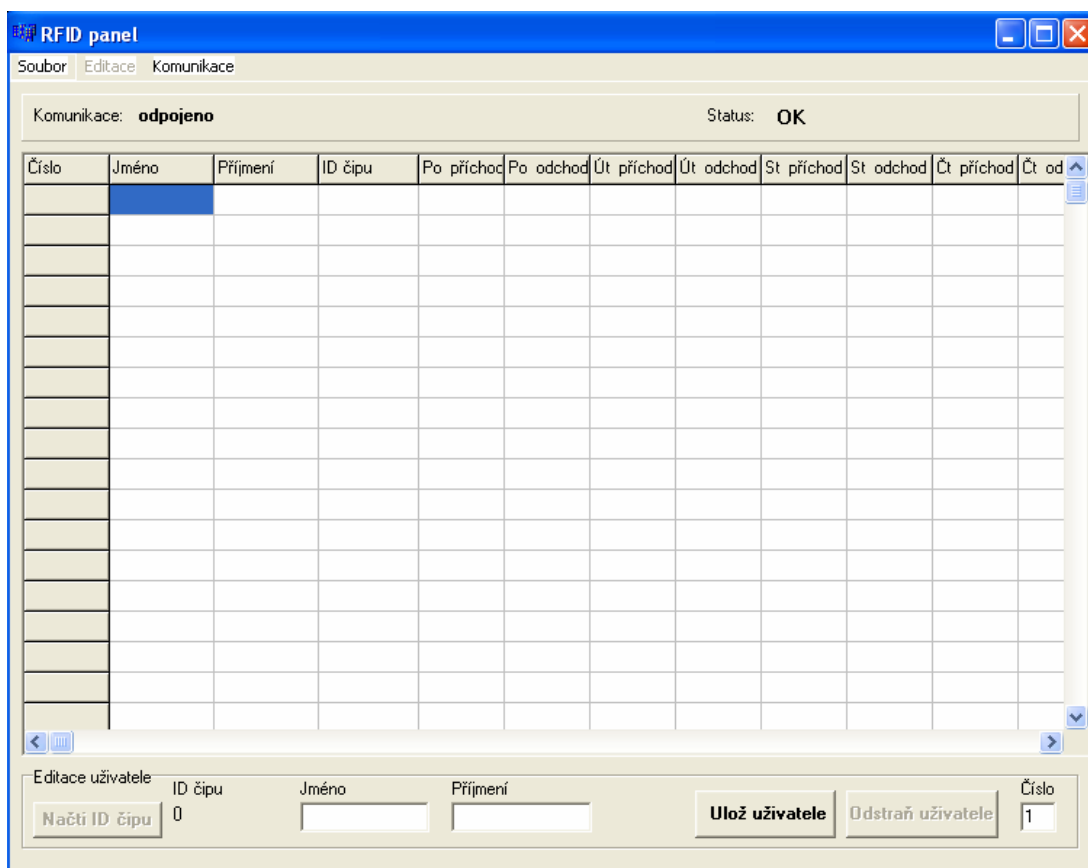 RFID panel
Soubor Editace Komunikace
Komunikace: odpojeno Status: OK
Číslo Jméno Příjmení ID čipu Po příchod Po odchod Út příchod Út odchod St příchod St odchod Čt příchod Čt od
Editace uživatele
ID čipu Jméno Příjmení Číslo
Načti ID čipu 0 Ulož uživatele Odstraň uživatele 1